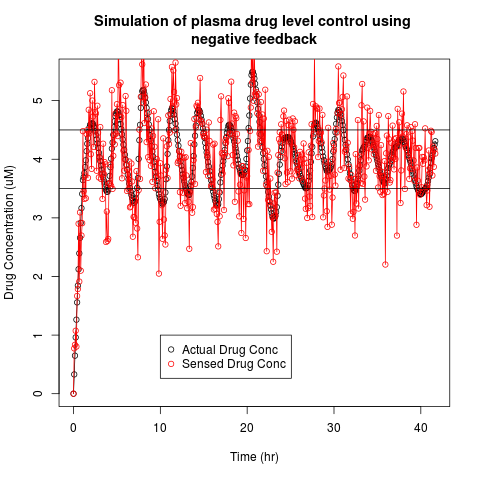 Simulation of plasma drug level control using
negative feedback
Drug Concentration (uM)
5
4
3
2
1
0
Actual Drug Conc
Sensed Drug Conc
0 10 20 30 40
Time (hr)